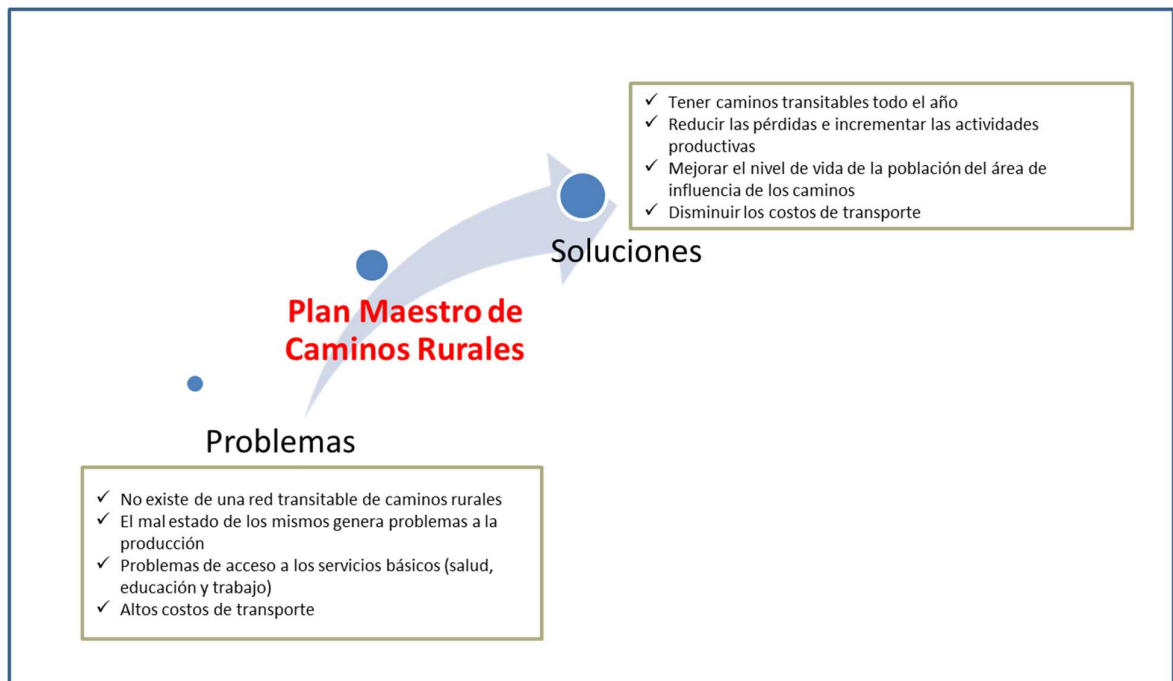 ✓ Tener caminos transitables todo el año
✓ Reducir las pérdidas e incrementar las actividades
productivas
✓ Mejorar el nivel de vida de la población del área de
influencia de los caminos
✓ Disminuir los costos de transporte
Soluciones
Plan Maestro de
Caminos Rurales
Problemas
✓ No existe de una red transitable de caminos rurales
✓ El mal estado de los mismos genera problemas a la
producción
✓ Problemas de acceso a los servicios básicos (salud,
educación y trabajo)
✓ Altos costos de transporte